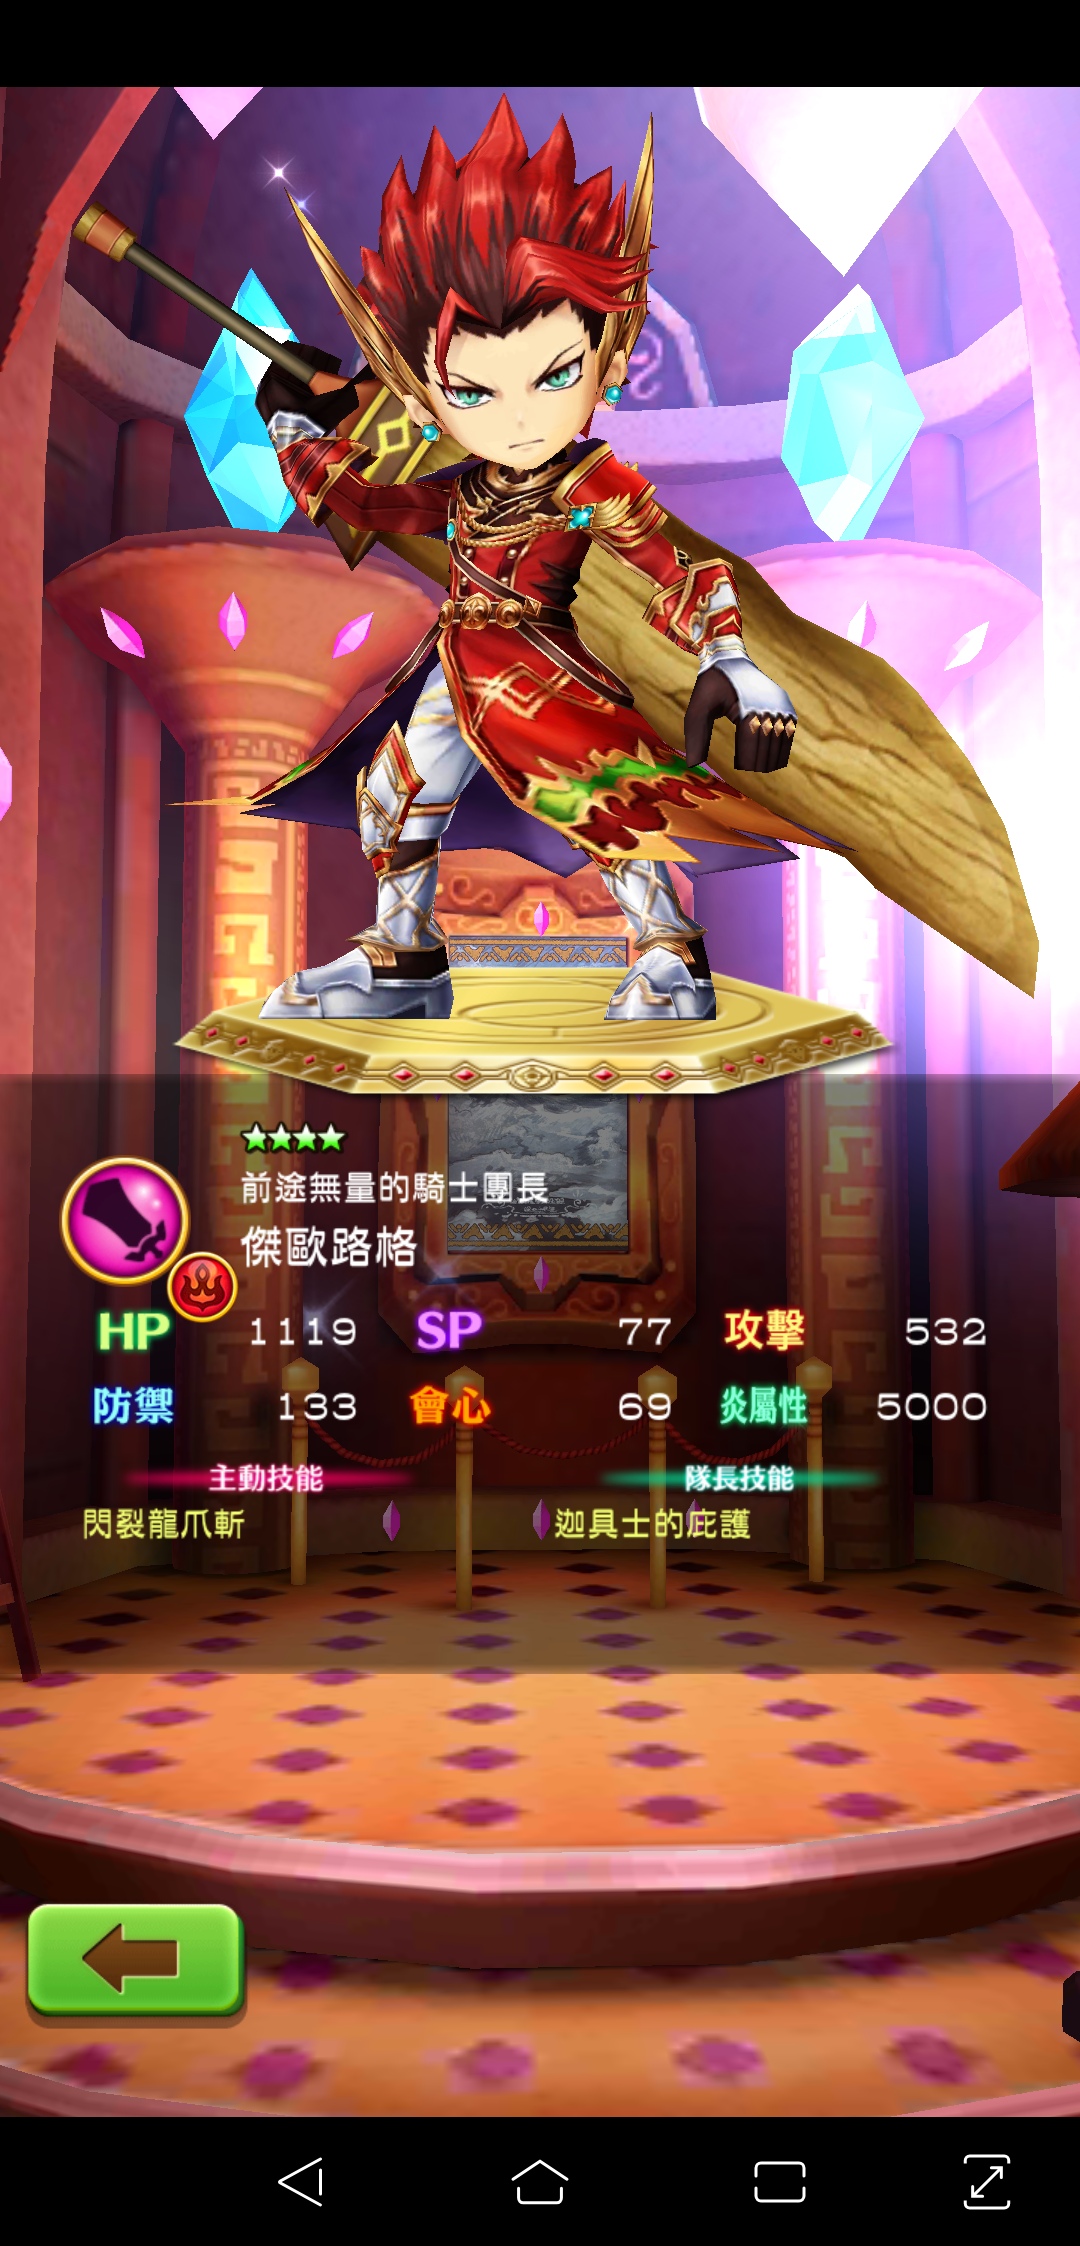 前途無量的騎士團長
傑歐路格
HP 1119 SP 77 攻擊 532
防禦 133 會心 69 炎屬性 5000
主動技能 隊長技能
閃裂龍爪斬 迦具士的庇護